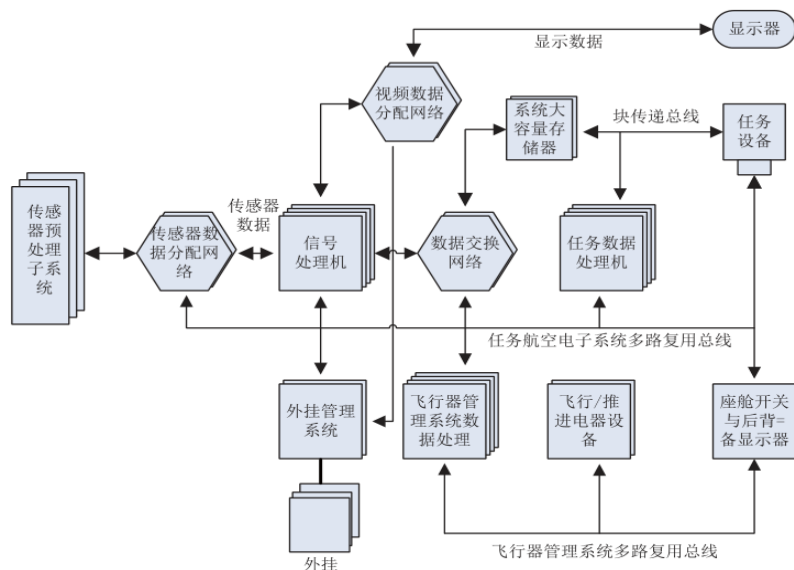 显示数据
显示器
视频数据
分配网络
系统大
容量存
储器
块传递总线
任务
设备
传感
器预
处理
子系
统
传感器
数据
传感器数
据分配网
络
信号
处理机
数据交换
网络
任务数据
处理机
任务航空电子系统多路复用总线
外挂管理
系统
飞行器管
理系统数
据处理
飞行/推
进电器设
备
座舱开关
与后背=
备显示器
外挂
飞行器管理系统多路复用总线